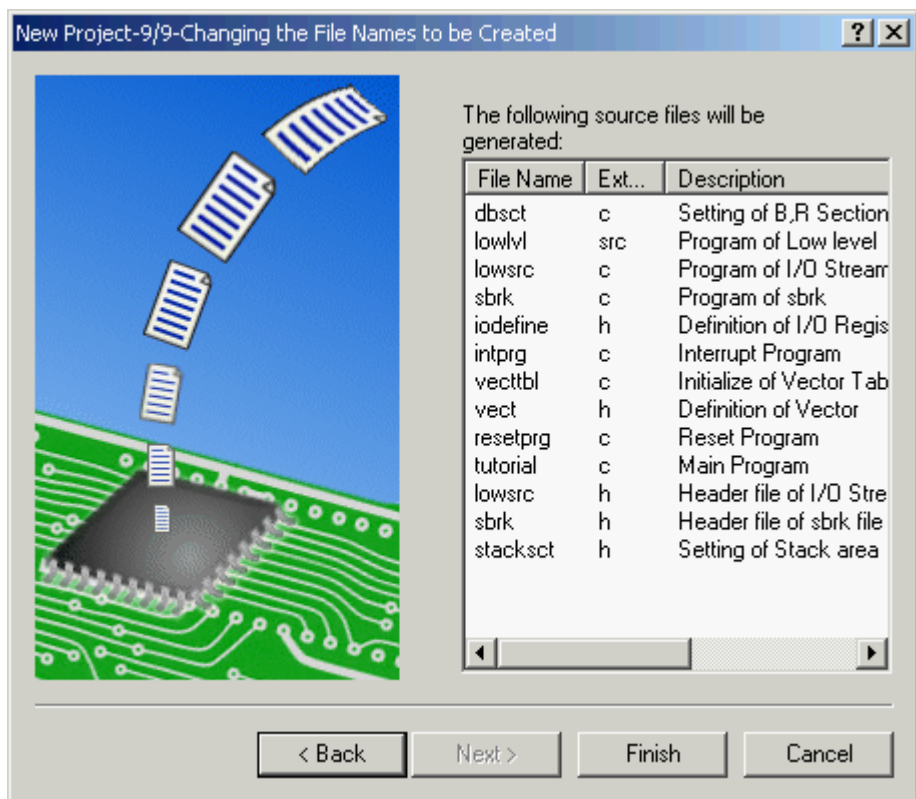 New Project-9/9-Changing the File Names to be Created
The following source files will be
generated:
File Name Ext... Description
dbsct c Setting of B,R Section
lowlvl src Program of Low level
lowsrc c Program of I/O Stream
sbrk c Program of sbrk
iodefine h Definition of I/O Regis
intprg c Interrupt Program
vecttbl c Initialize of Vector Tab
vect h Definition of Vector
resetprg c Reset Program
tutorial c Main Program
lowsrc h Header file of I/O Stre
sbrk h Header file of sbrk file
stacksct h Setting of Stack area
< Back Next > Finish Cancel